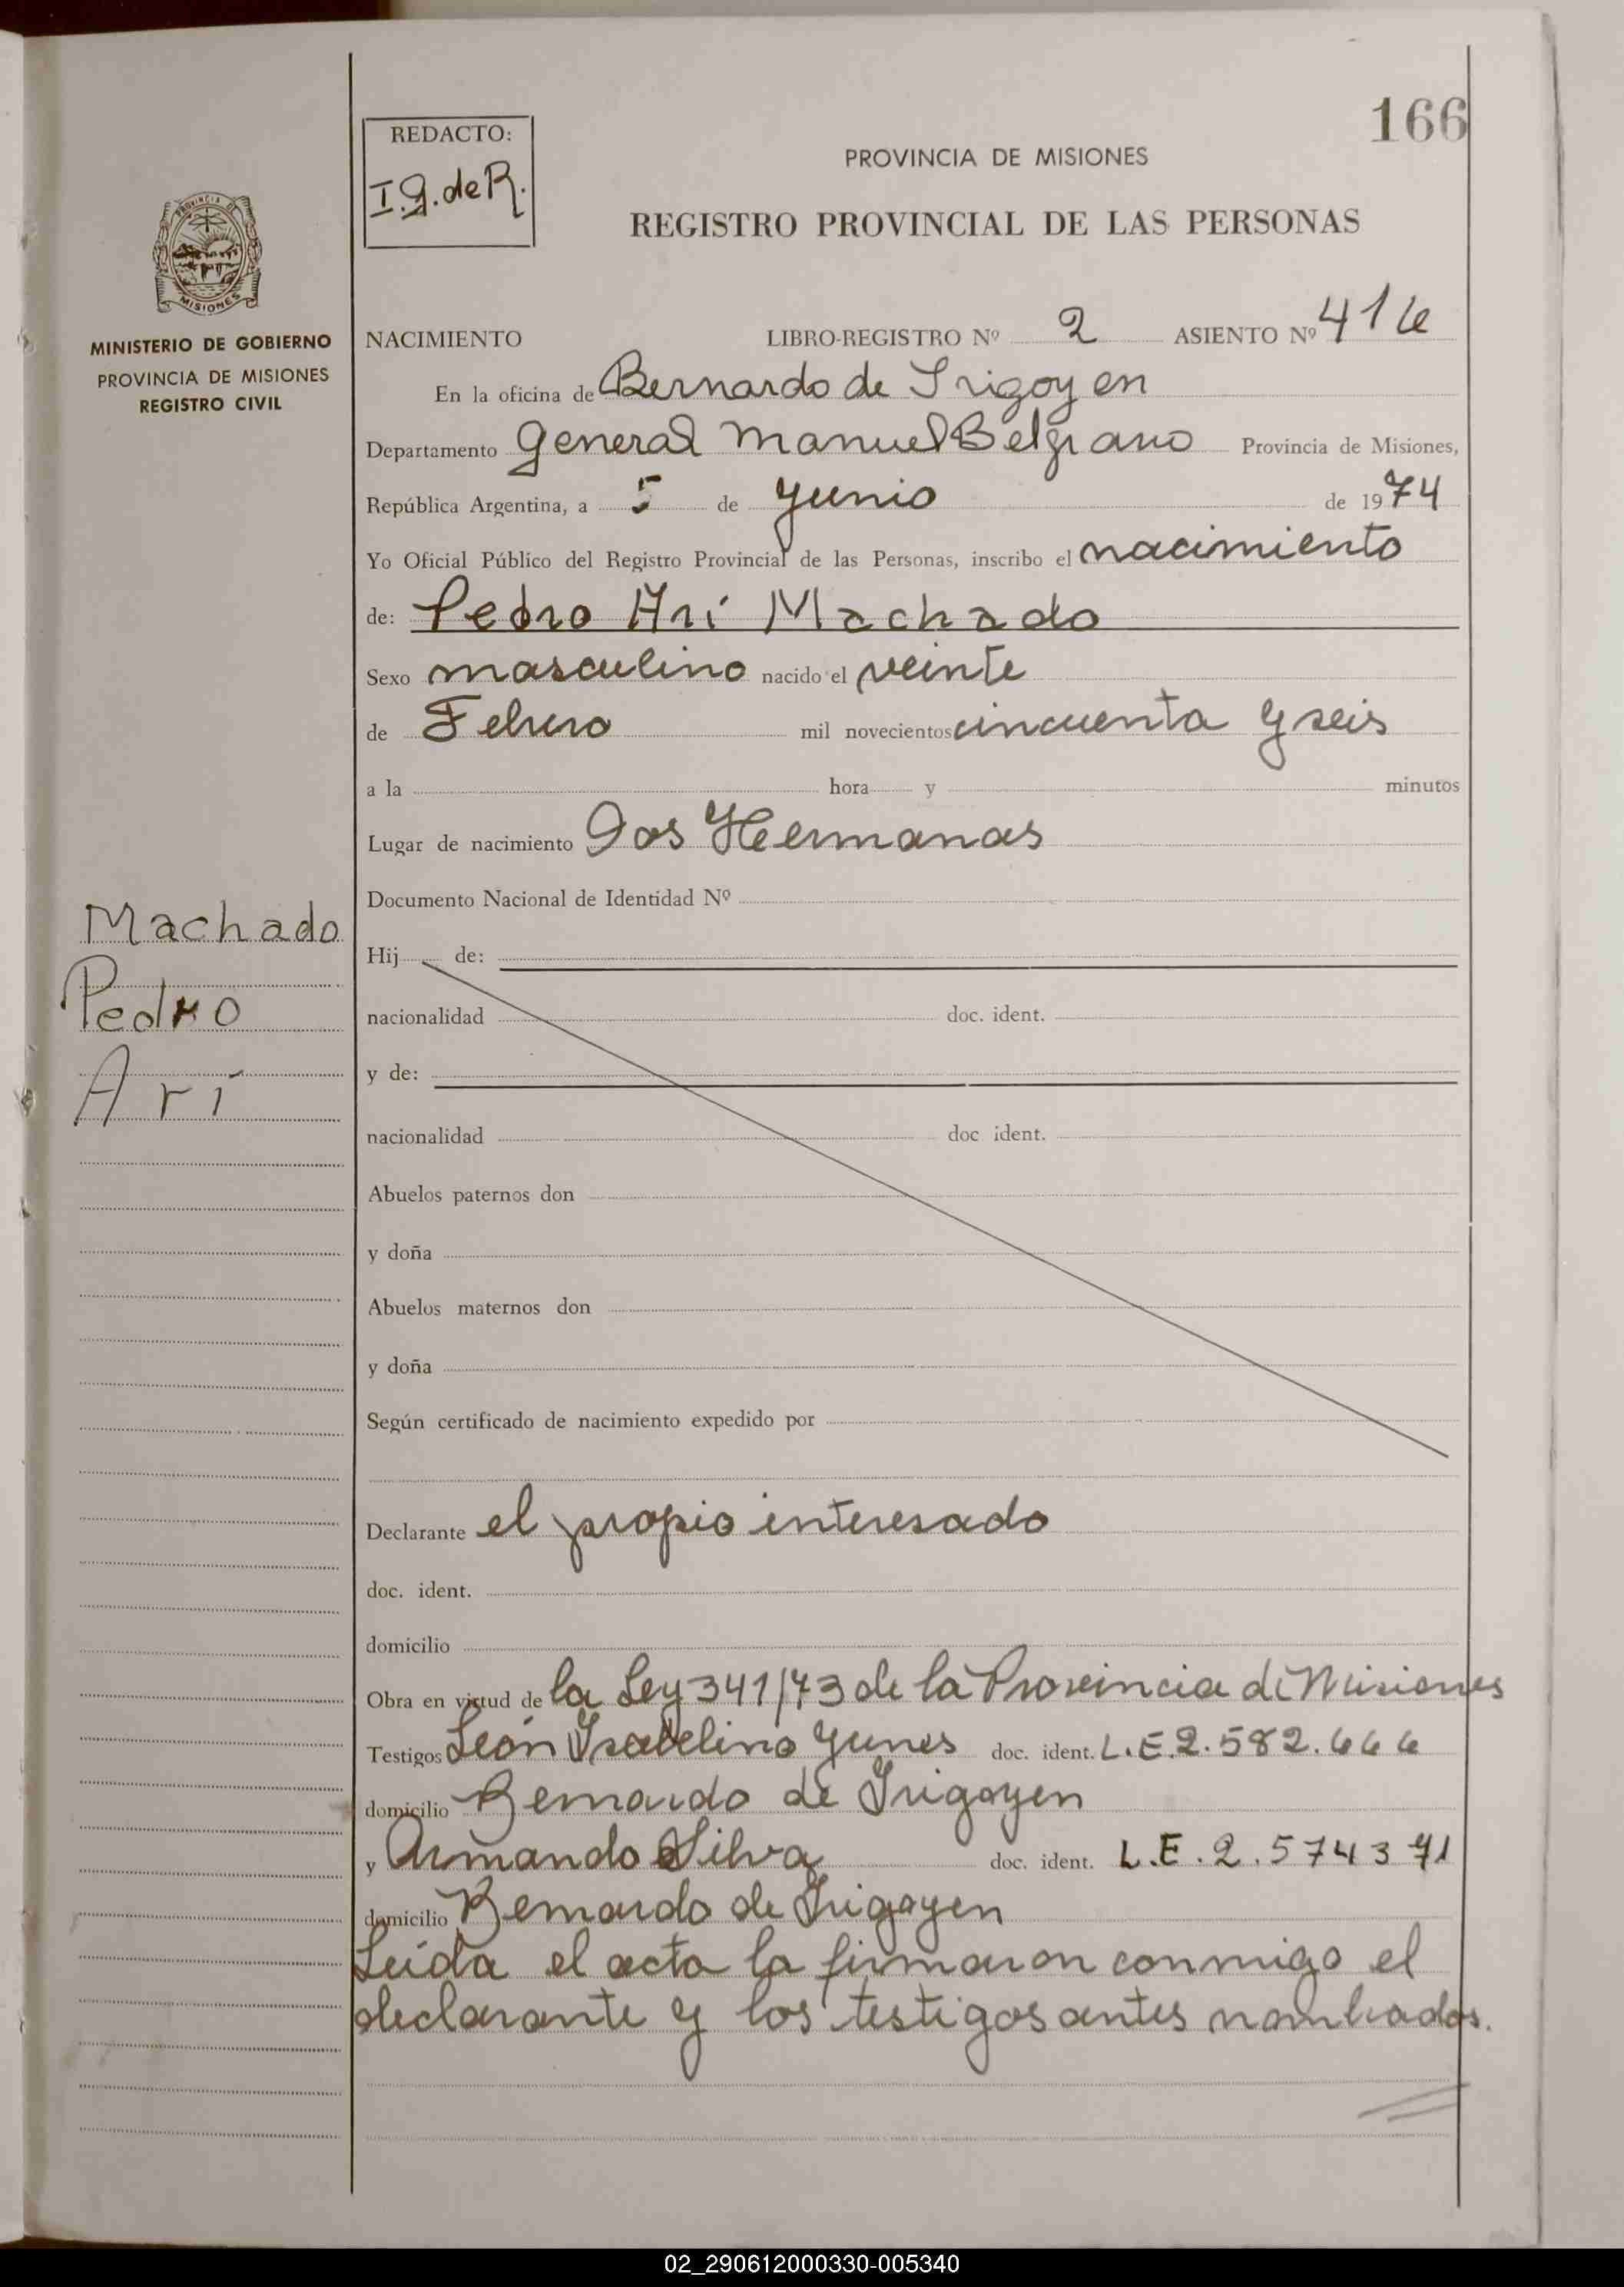 166
REDACTO:
I.G. de R.
PROVINCIA DE MISIONES
REGISTRO PROVINCIAL DE LAS PERSONAS
PROVINCIA DE
MISIONES
MINISTERIO DE GOBIERNO
PROVINCIA DE MISIONES
REGISTRO CIVIL
NACIMIENTO LIBRO-REGISTRO Nº 2 ASIENTO Nº 416
En la oficina de Bernardo de Irigoyen
Departamento General Manuel Belgrano Provincia de Misiones,
República Argentina, a 5 de Junio de 1974
Yo Oficial Público del Registro Provincial de las Personas, inscribo el nacimiento
de: Pedro Arí Machado
Sexo masculino nacido el veinte
de Febrero mil novecientos cincuenta y seis
a la hora y minutos
Lugar de nacimiento Dos Hermanas
Documento Nacional de Identidad Nº
Machado
Pedro
Arí
Hij de:
nacionalidad doc. ident.
y de:
nacionalidad doc ident.
Abuelos paternos don
y doña
Abuelos maternos don
y doña
Según certificado de nacimiento expedido por
Declarante el propio interesado
doc. ident.
domicilio
Obra en virtud de la Ley 341/73 de la Provincia de Misiones
Testigos León Ysabelino Yunes doc. ident. L.E.2.582.666
domicilio Bernardo de Irigoyen
y Armando Silva doc. ident. L.E.2.574371
domicilio Bernardo de Irigoyen
Leída el acta la firmaron conmigo el
declarante y los testigos antes nombrados.
02_290612000330-005340